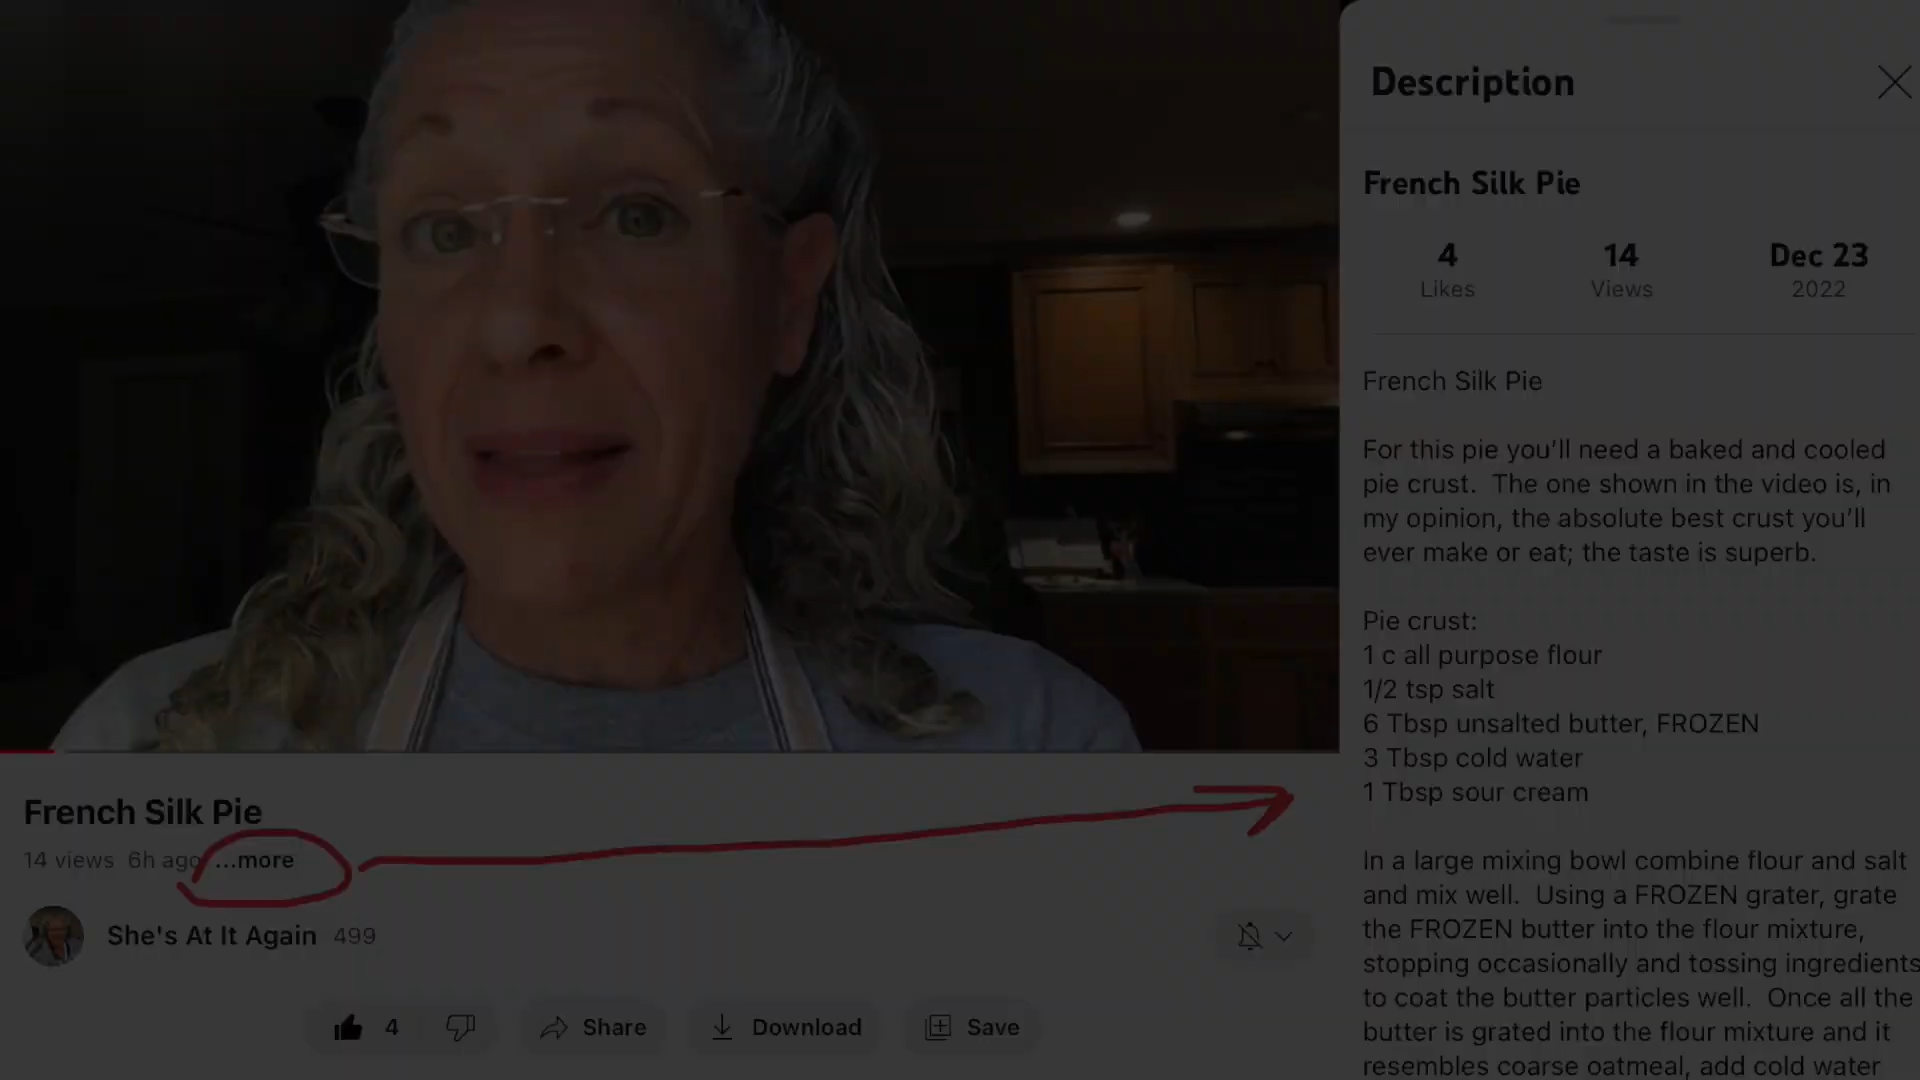 French Silk Pie
14 views 6h ago ...more
She's At It Again 499
4
Share
Download
Save
Description
French Silk Pie
4 14 Dec 23
Likes Views 2022
French Silk Pie
For this pie you'll need a baked and cooled
pie crust. The one shown in the video is, in
my opinion, the absolute best crust you'll
ever make or eat; the taste is superb.
Pie crust:
1 c all purpose flour
1/2 tsp salt
6 Tbsp unsalted butter, FROZEN
3 Tbsp cold water
1 Tbsp sour cream
In a large mixing bowl combine flour and salt
and mix well. Using a FROZEN grater, grate
the FROZEN butter into the flour mixture,
stopping occasionally and tossing ingredients
to coat the butter particles well. Once all the
butter is grated into the flour mixture and it
resembles coarse oatmeal, add cold water